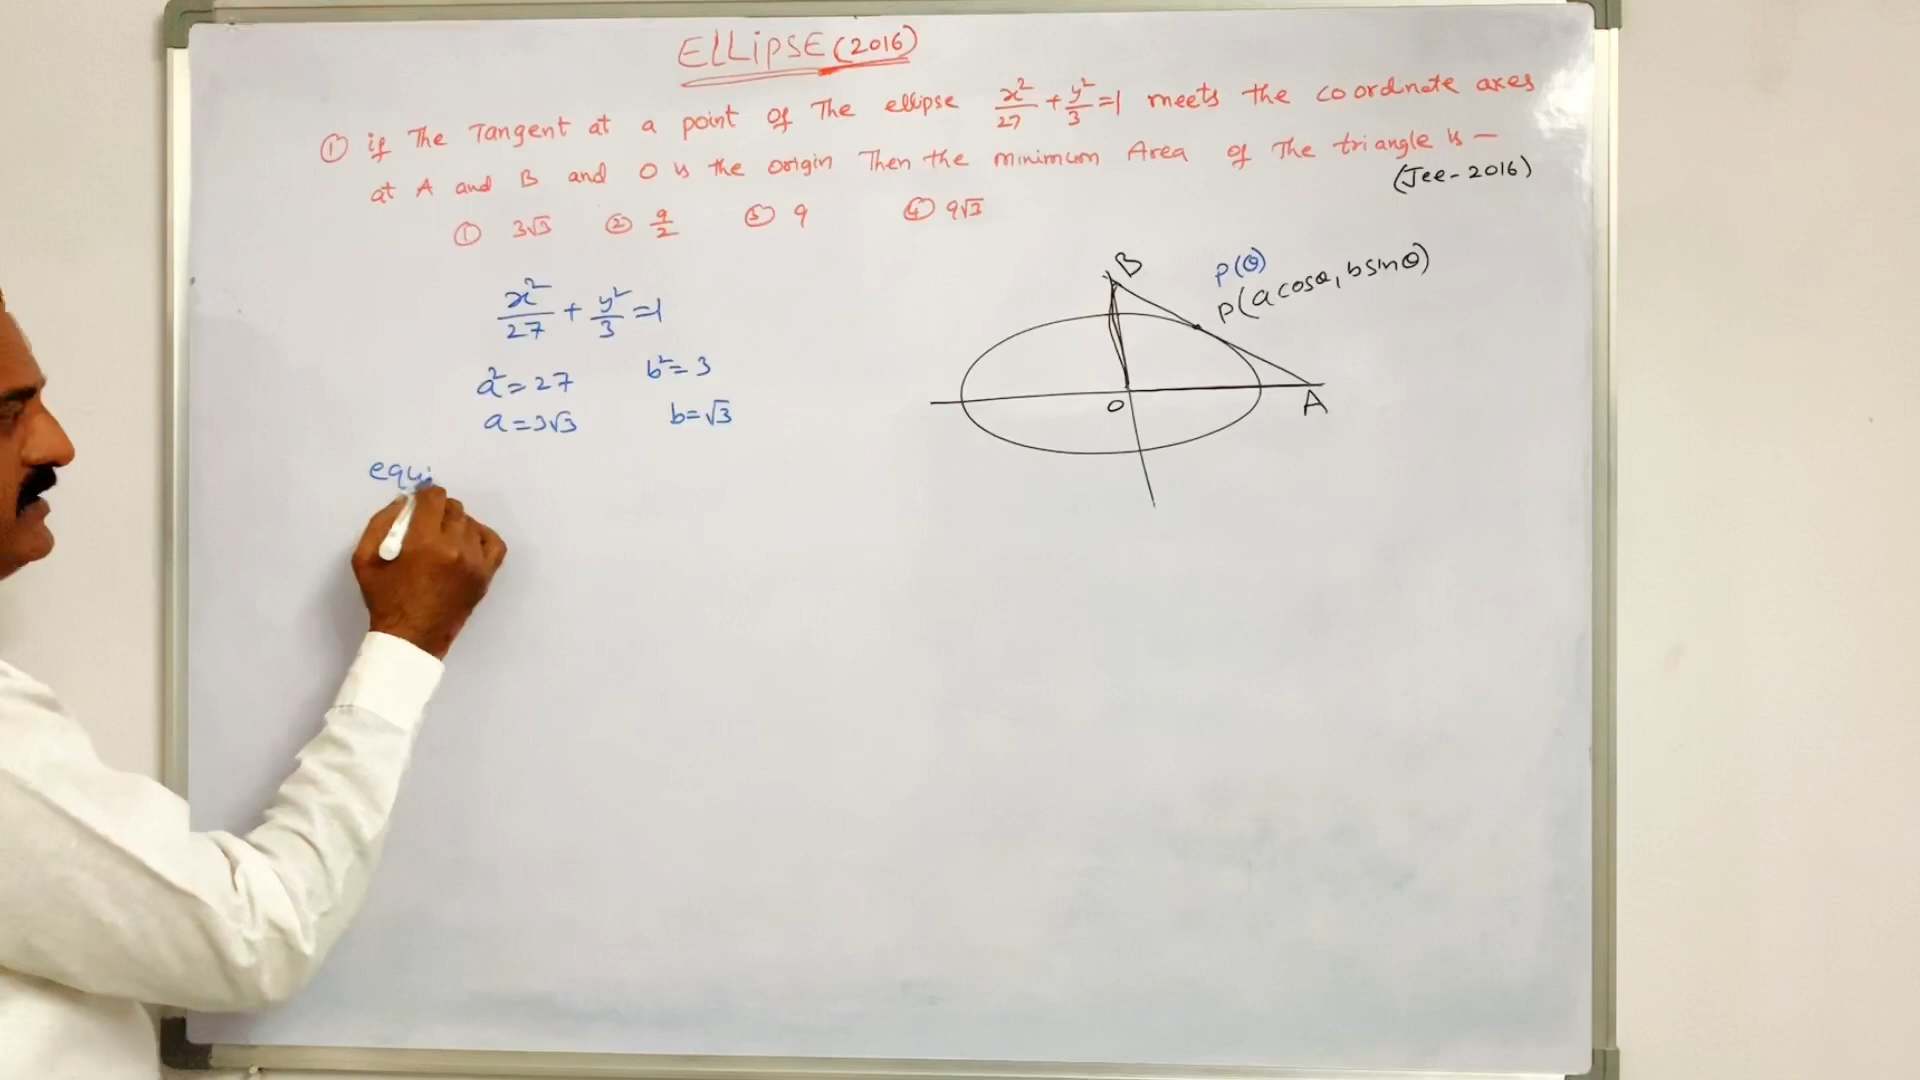 ELLIPSE (2016)
① if The Tangent at a point of The ellipse x²/27 + y²/3 = 1 meets the coordnate axes
at A and B and O is the origin Then the minimum Area of The triangle is —
(Jee-2016)
① 3√3 ② 9/2 ③ 9 ④ 9√3
x²/27 + y²/3 = 1
a² = 27 b² = 3
a = 3√3 b = √3
equi
B
P(θ)
P(a cosθ, b sinθ)
O
A